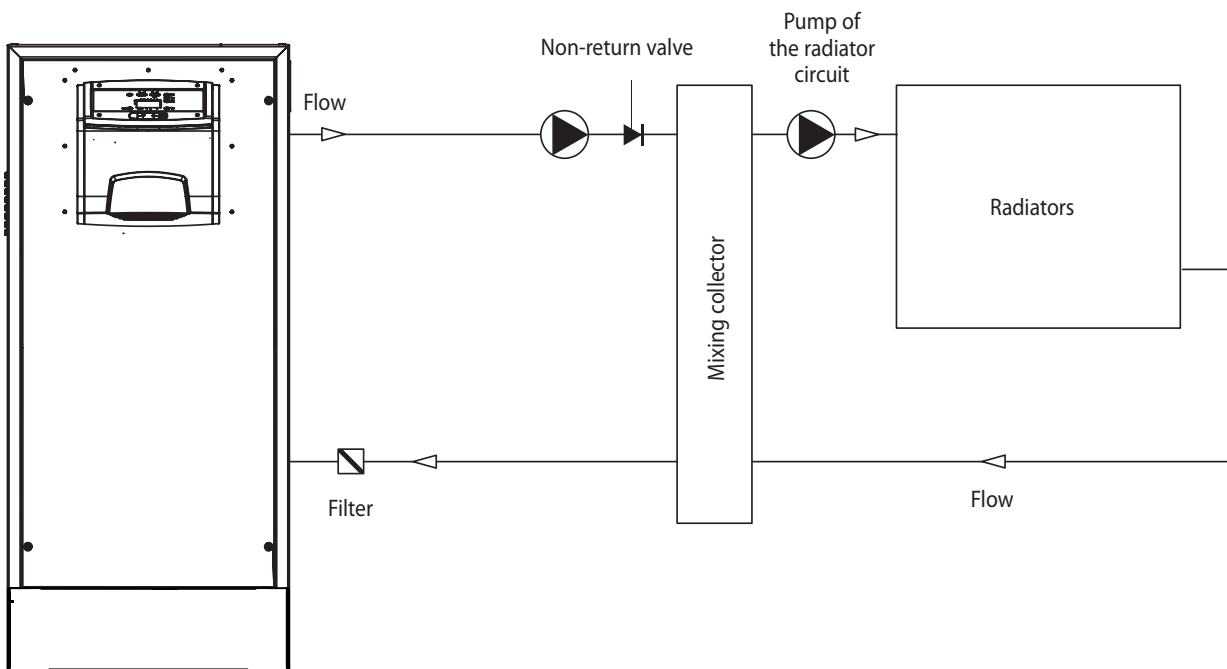 Pump of
the radiator
circuit
Non-return valve
Flow
Radiators
Mixing collector
Filter
Flow